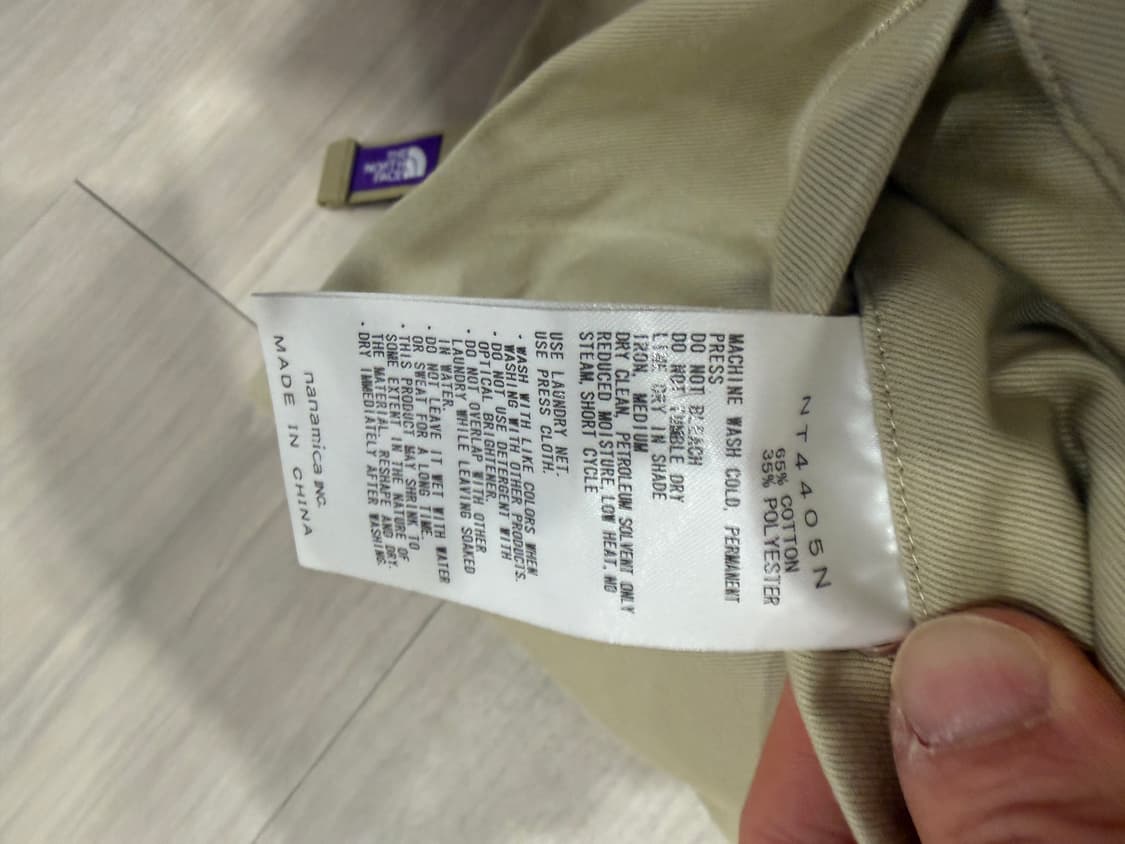 THE
NORTH
FACE
NT4405N
65% COTTON
35% POLYESTER
MACHINE WASH COLD, PERMANENT
PRESS
DO NOT BLEACH
DO NOT TUMBLE DRY
LINE DRY IN SHADE
IRON, MEDIUM
DRY CLEAN, PETROLEUM SOLVENT ONLY
REDUCED MOISTURE, LOW HEAT, NO
STEAM, SHORT CYCLE
USE LAUNDRY NET.
USE PRESS CLOTH.
・WASH WITH LIKE COLORS WHEN
WASHING WITH OTHER PRODUCTS.
・DO NOT USE DETERGENT WITH
OPTICAL BRIGHTENER.
・DO NOT OVERLAP WITH OTHER
LAUNDRY WHILE LEAVING SOAKED
IN WATER.
・DO NOT LEAVE IT WET WITH WATER
OR SWEAT FOR A LONG TIME.
・THIS PRODUCT MAY SHRINK TO
SOME EXTENT IN THE NATURE OF
THE MATERIAL. RESHAPE AND DRY.
・DRY IMMEDIATELY AFTER WASHING.
nanamica INC.
MADE IN CHINA